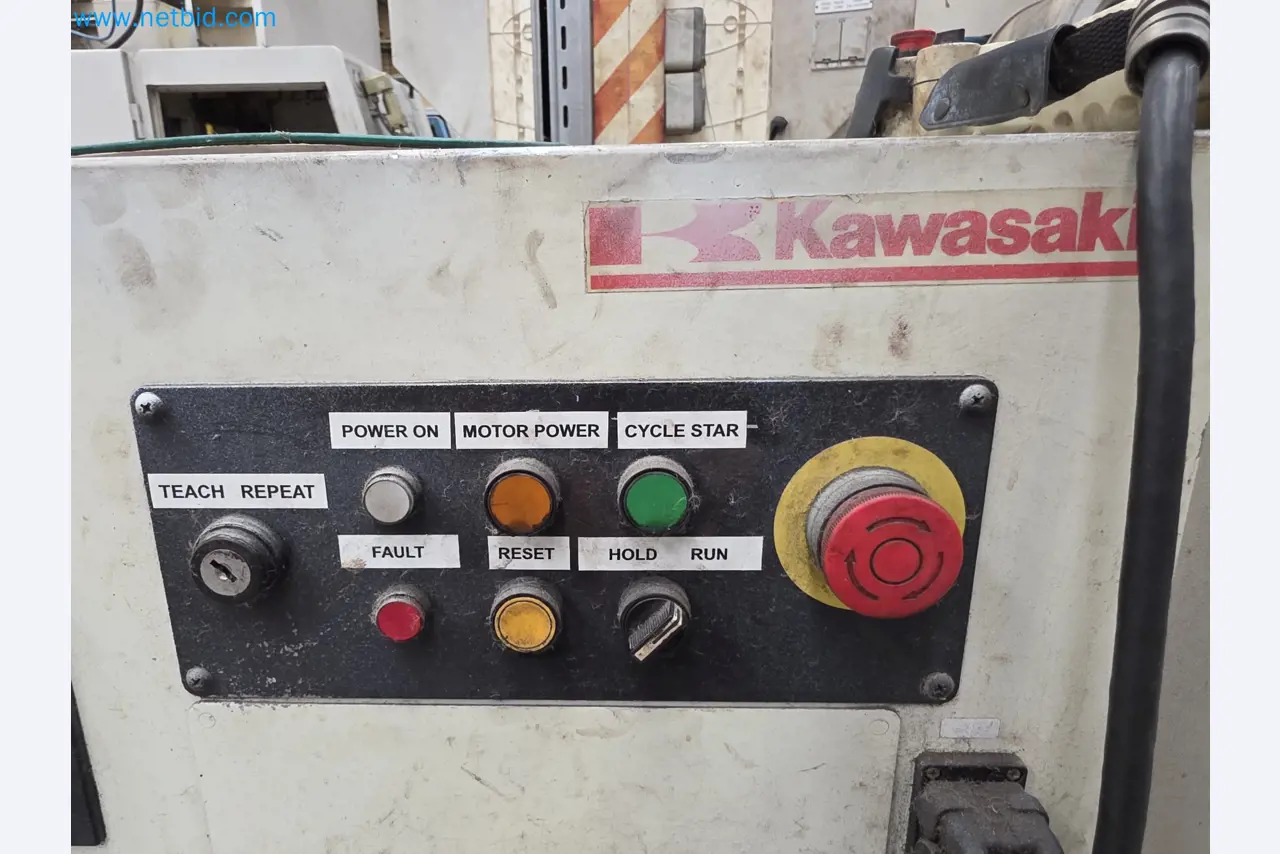 www.netbid.com
Kawasaki
POWER ON
MOTOR POWER
CYCLE STAR
TEACH REPEAT
FAULT
RESET
HOLD RUN